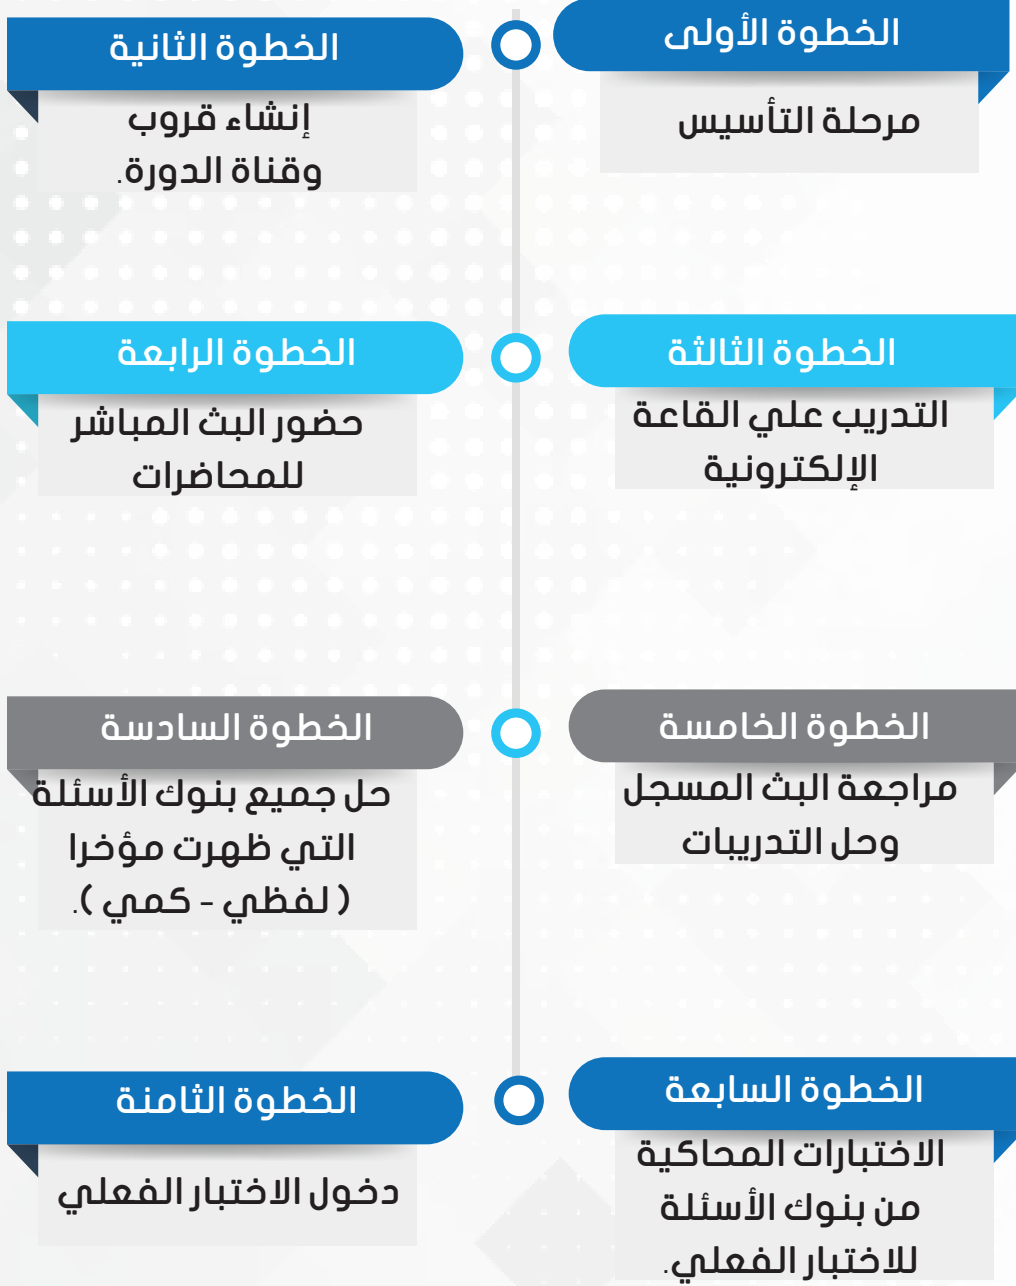 الخطوة الأولى
مرحلة التأسيس
الخطوة الثانية
إنشاء قروب
وقناة الدورة.
الخطوة الثالثة
التدريب علي القاعة
الإلكترونية
الخطوة الرابعة
حضور البث المباشر
للمحاضرات
الخطوة الخامسة
مراجعة البث المسجل
وحل التدريبات
الخطوة السادسة
حل جميع بنوك الأسئلة
التي ظهرت مؤخرا
( لفظي - كمي ).
الخطوة السابعة
الاختبارات المحاكية
من بنوك الأسئلة
للاختبار الفعلي.
الخطوة الثامنة
دخول الاختبار الفعلي